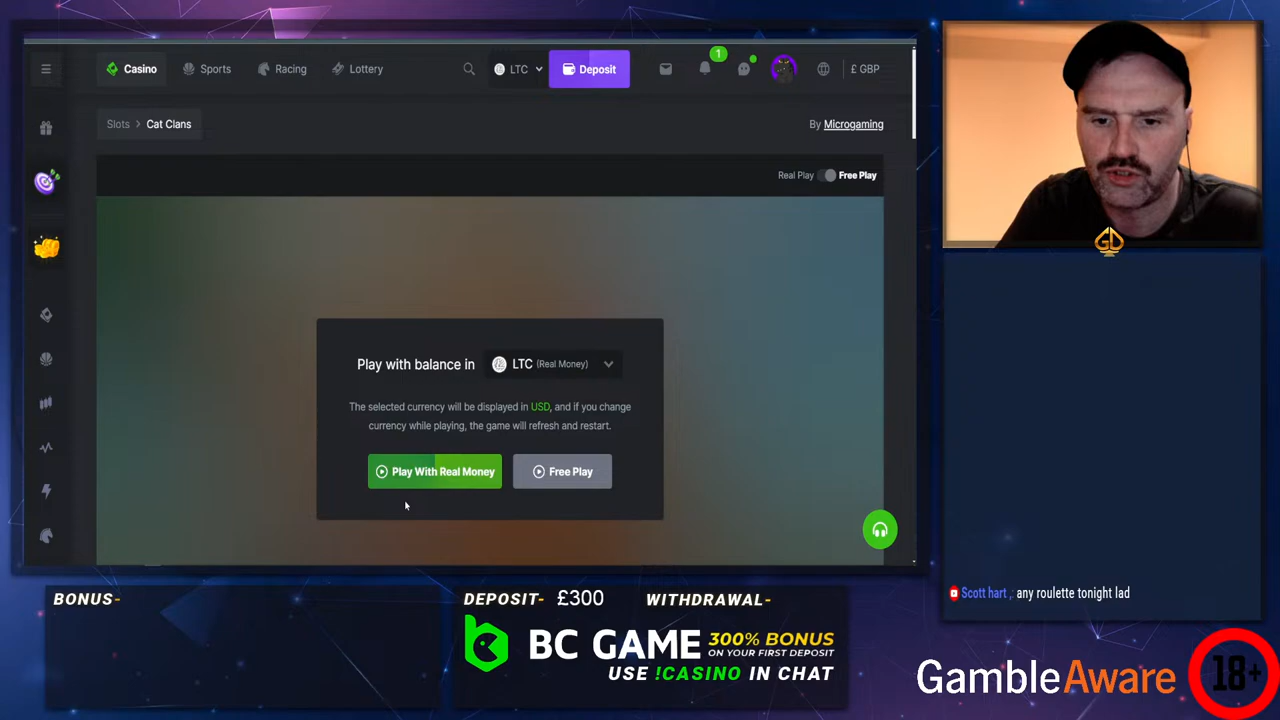 Casino
Sports
Racing
Lottery
LTC
Deposit
1
£ GBP
Slots > Cat Clans
By Microgaming
Real Play
Free Play
Play with balance in
LTC (Real Money)
The selected currency will be displayed in USD, and if you change
currency while playing, the game will refresh and restart.
Play With Real Money
Free Play
GD
Scott hart : any roulette tonight lad
BONUS-
DEPOSIT- £300
WITHDRAWAL-
BC GAME
300% BONUS
ON YOUR FIRST DEPOSIT
USE !CASINO IN CHAT
GambleAware
18+